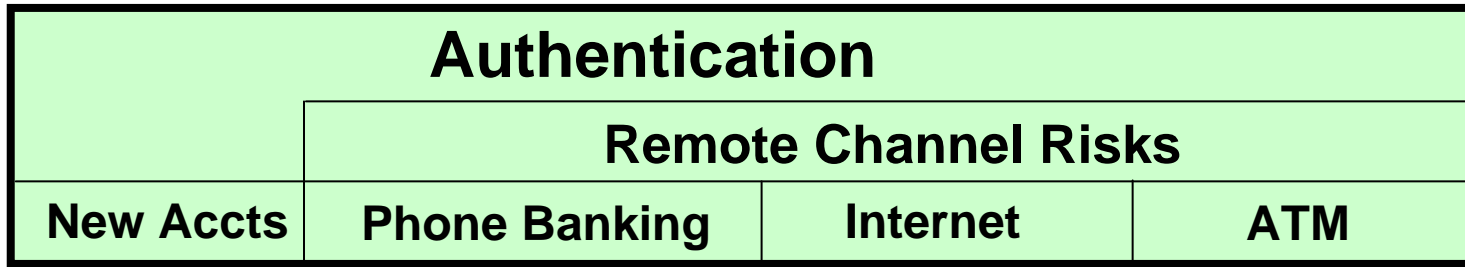 Authentication
Remote Channel Risks
New Accts Phone Banking Internet ATM